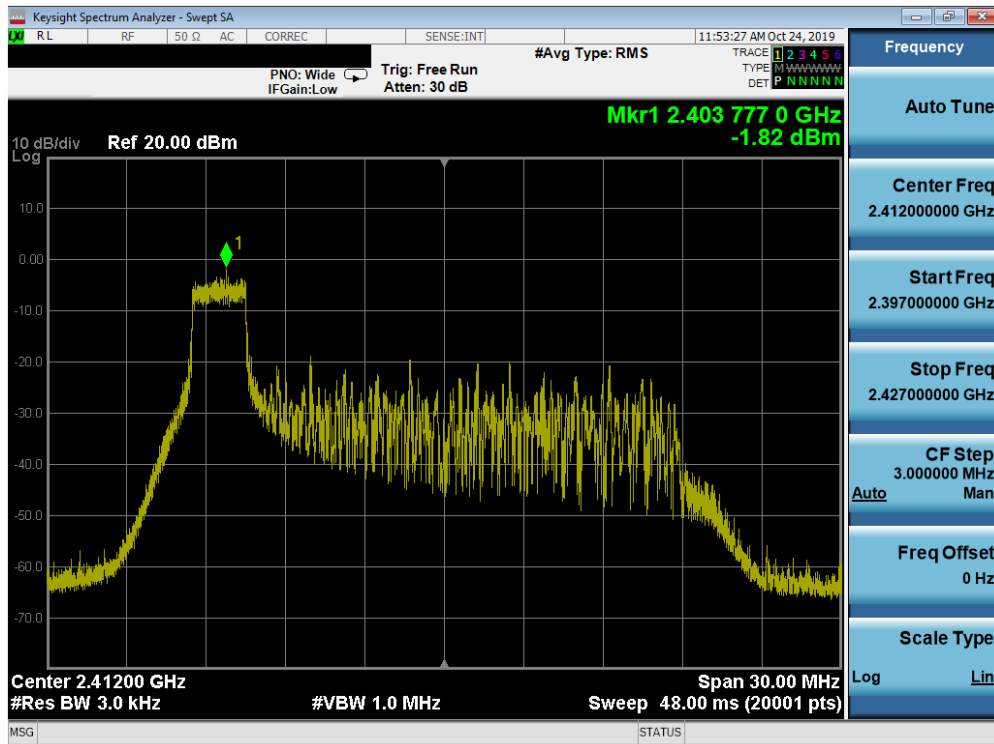 Keysight Spectrum Analyzer - Swept SA
LXI RL RF 50 Ω AC CORREC SENSE:INT 11:53:27 AM Oct 24, 2019
Frequency
#Avg Type: RMS TRACE 1 2 3 4 5 6
PNO: Wide Trig: Free Run TYPE M WWWWW
IFGain:Low Atten: 30 dB DET P N N N N N
Auto Tune
Mkr1 2.403 777 0 GHz
10 dB/div Ref 20.00 dBm -1.82 dBm
Log
Center Freq
2.412000000 GHz
10.0
1
0.00
Start Freq
2.397000000 GHz
-10.0
-20.0
Stop Freq
2.427000000 GHz
-30.0
-40.0
CF Step
3.000000 MHz
Auto Man
-50.0
-60.0
Freq Offset
0 Hz
-70.0
Scale Type
Center 2.41200 GHz Span 30.00 MHz
Log Lin
#Res BW 3.0 kHz #VBW 1.0 MHz Sweep 48.00 ms (20001 pts)
MSG STATUS